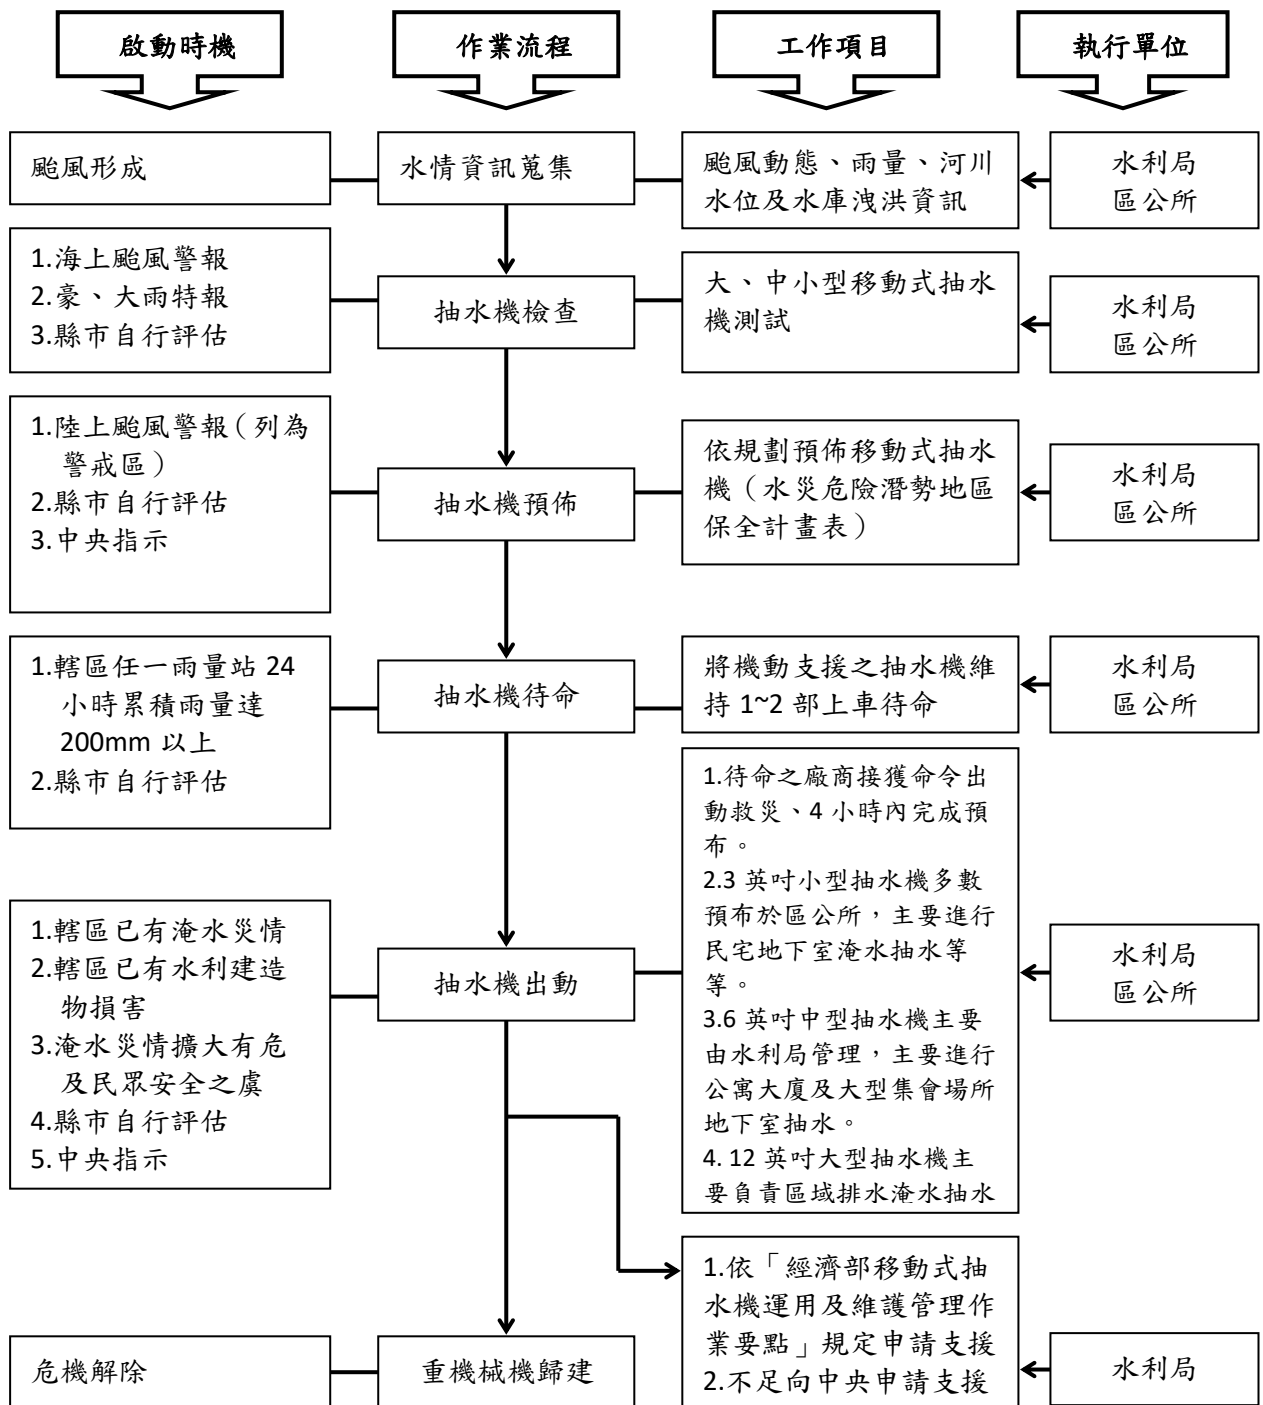 啟動時機
作業流程
工作項目
執行單位
颱風形成
水情資訊蒐集
颱風動態、雨量、河川
水位及水庫洩洪資訊
水利局
區公所
1.海上颱風警報
2.豪、大雨特報
3.縣市自行評估
抽水機檢查
大、中小型移動式抽水
機測試
水利局
區公所
1.陸上颱風警報（列為
警戒區）
2.縣市自行評估
3.中央指示
抽水機預佈
依規劃預佈移動式抽水
機（水災危險潛勢地區
保全計畫表）
水利局
區公所
1.轄區任一雨量站 24
小時累積雨量達
200mm 以上
2.縣市自行評估
抽水機待命
將機動支援之抽水機維
持 1~2 部上車待命
水利局
區公所
1.轄區已有淹水災情
2.轄區已有水利建造
物損害
3.淹水災情擴大有危
及民眾安全之虞
4.縣市自行評估
5.中央指示
抽水機出動
1.待命之廠商接獲命令出
動救災、4 小時內完成預
布。
2.3 英吋小型抽水機多數
預布於區公所，主要進行
民宅地下室淹水抽水等
等。
3.6 英吋中型抽水機主要
由水利局管理，主要進行
公寓大廈及大型集會場所
地下室抽水。
4. 12 英吋大型抽水機主
要負責區域排水淹水抽水
水利局
區公所
危機解除
重機械機歸建
1.依「經濟部移動式抽
水機運用及維護管理作
業要點」規定申請支援
2.不足向中央申請支援
水利局